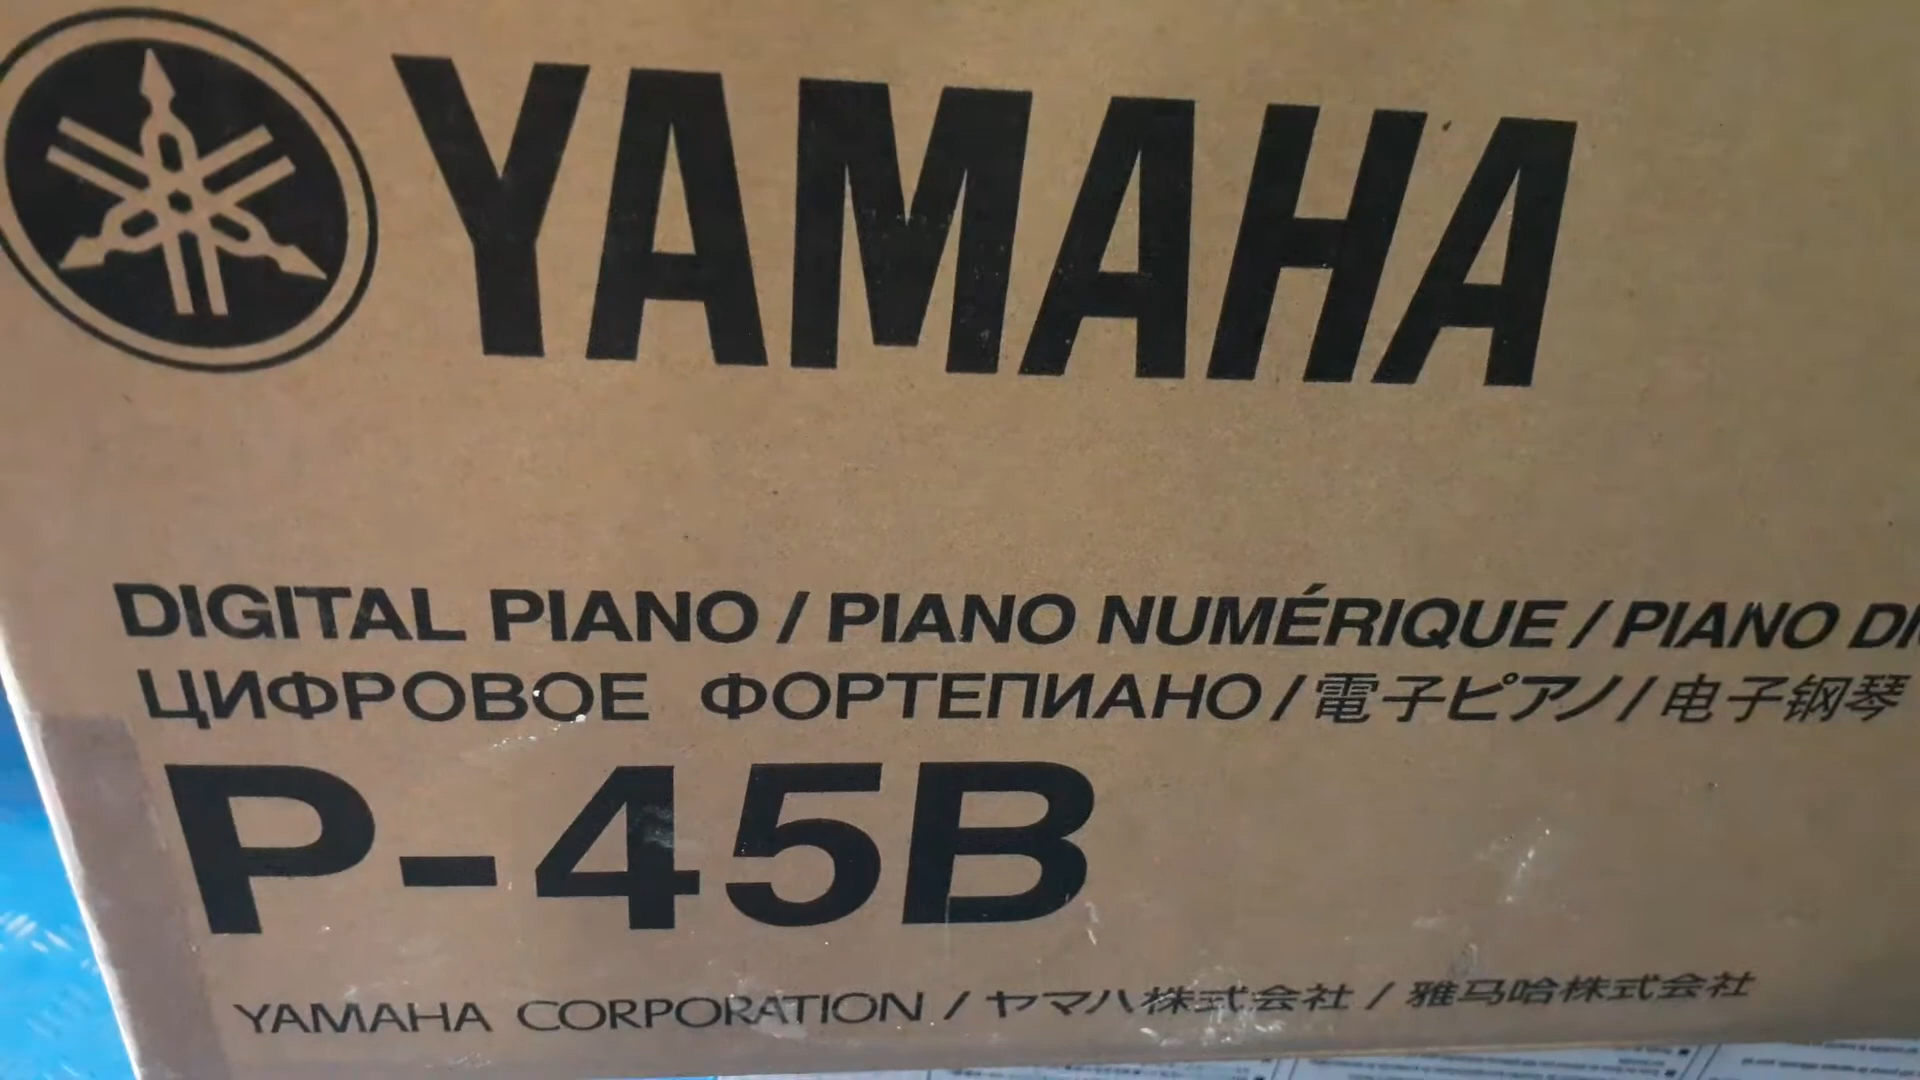 YAMAHA
DIGITAL PIANO / PIANO NUMÉRIQUE / PIANO
ЦИФРОВОЕ ФОРТЕПИАНО / 電子ピアノ / 电子钢琴
P-45B
YAMAHA CORPORATION / ヤマハ株式会社 / 雅马哈株式会社